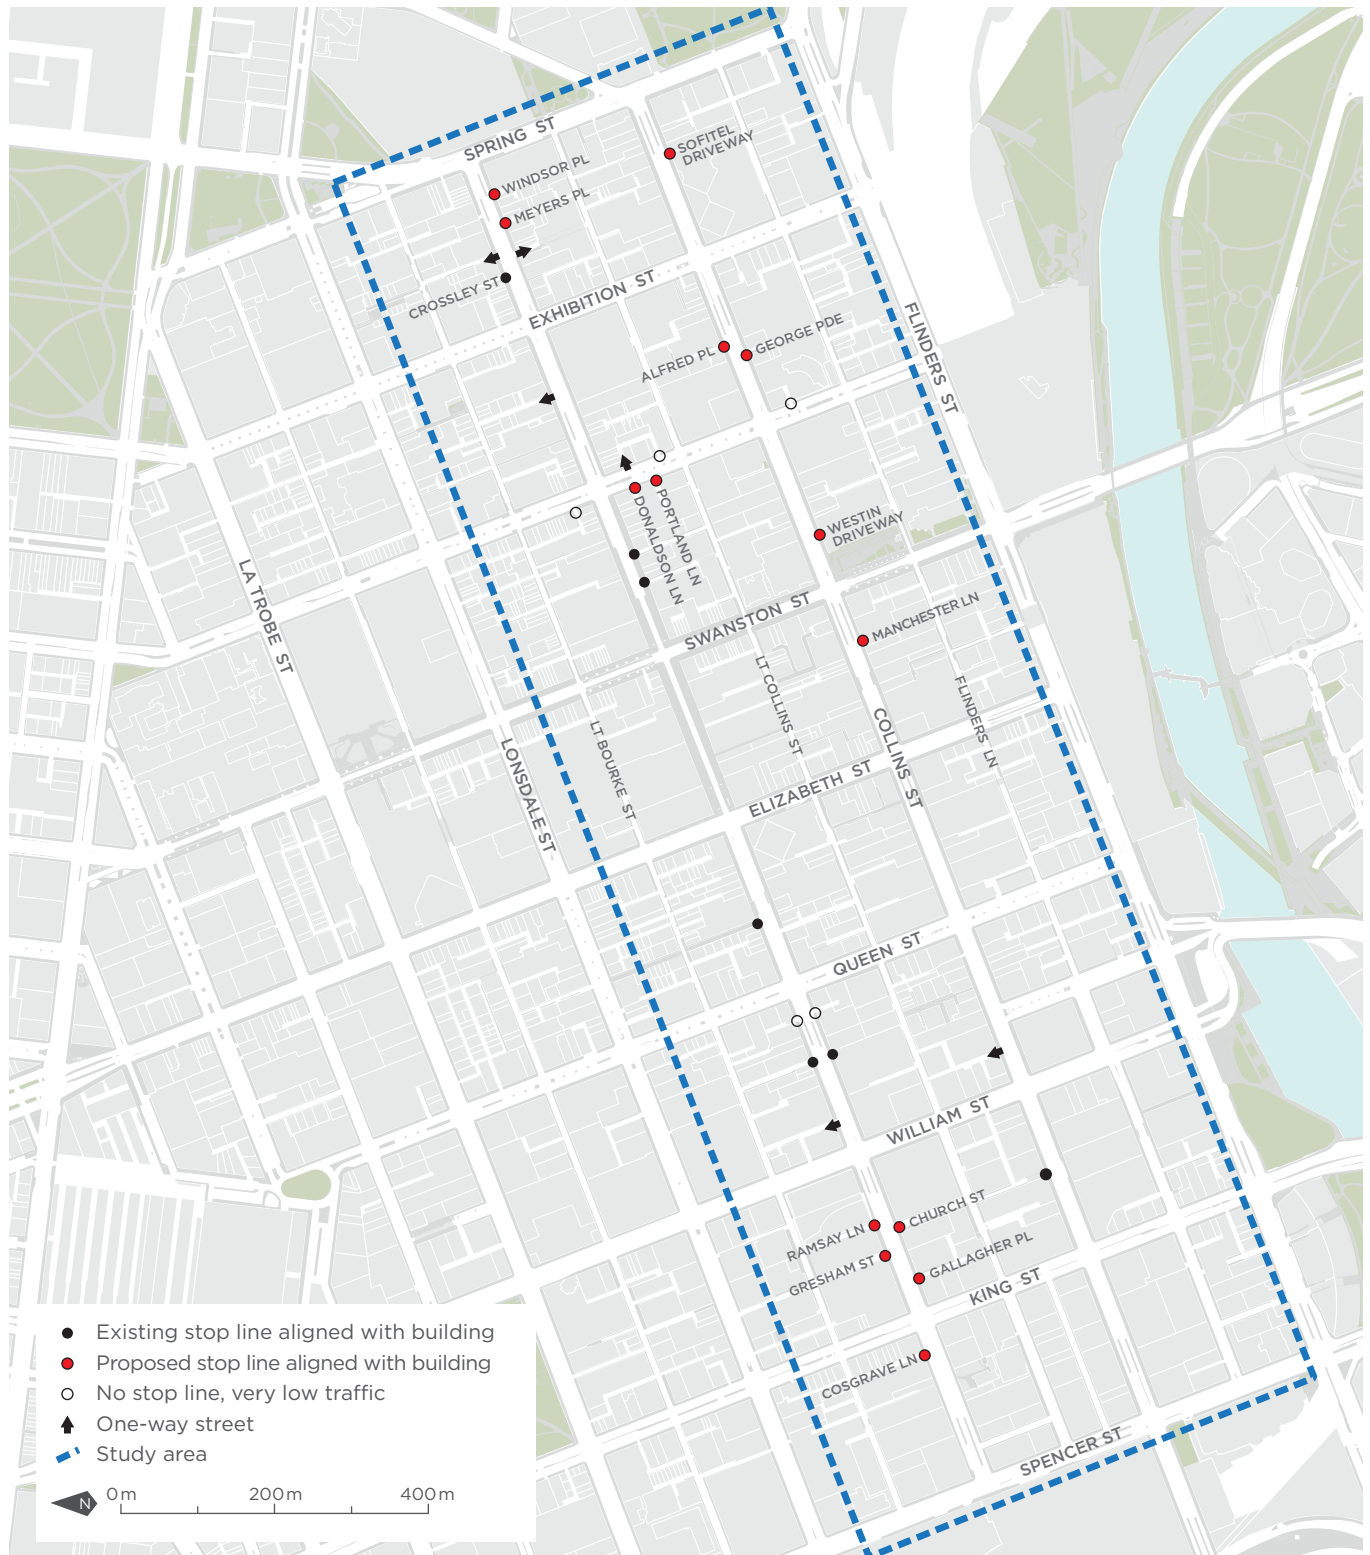 SPRING ST
SOFITEL
DRIVEWAY
WINDSOR PL
MEYERS PL
CROSSLEY ST
EXHIBITION ST
FLINDERS ST
ALFRED PL
GEORGE PDE
PORTLAND LN
DONALDSON LN
WESTIN
DRIVEWAY
LA TROBE ST
SWANSTON ST
MANCHESTER LN
LT COLLINS ST
FLINDERS LN
LT BOURKE ST
COLLINS ST
LONSDALE ST
ELIZABETH ST
QUEEN ST
WILLIAM ST
RAMSAY LN
CHURCH ST
GRESHAM ST
GALLAGHER PL
KING ST
COSGRAVE LN
SPENCER ST
Existing stop line aligned with building
Proposed stop line aligned with building
No stop line, very low traffic
One-way street
Study area
N
0m 200m 400m